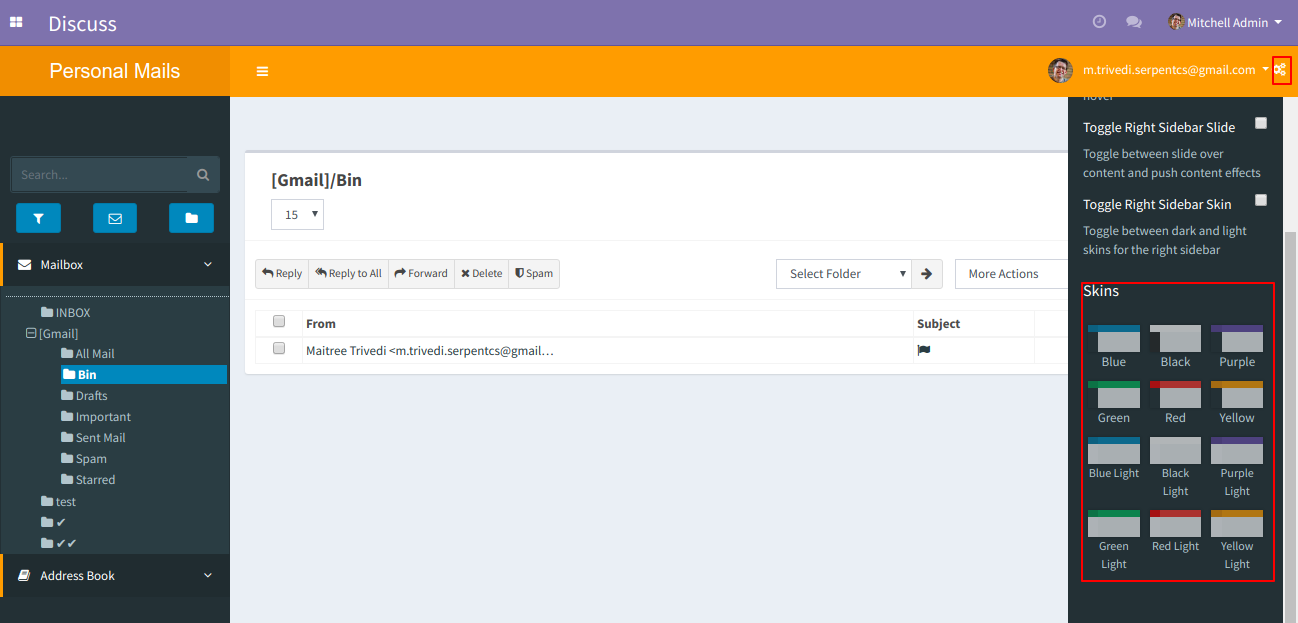 Discuss
Mitchell Admin
Personal Mails
m.trivedi.serpentcs@gmail.com
Search...
Mailbox
INBOX
[Gmail]
All Mail
Bin
Drafts
Important
Sent Mail
Spam
Starred
test
✔
✔✔
Address Book
[Gmail]/Bin
15
Reply
Reply to All
Forward
Delete
Spam
Select Folder
More Actions
From
Subject
Maitree Trivedi <m.trivedi.serpentcs@gmail…
hover
Toggle Right Sidebar Slide
Toggle between slide over
content and push content effects
Toggle Right Sidebar Skin
Toggle between dark and light
skins for the right sidebar
Skins
Blue
Black
Purple
Green
Red
Yellow
Blue Light
Black
Light
Purple
Light
Green
Light
Red Light
Yellow
Light